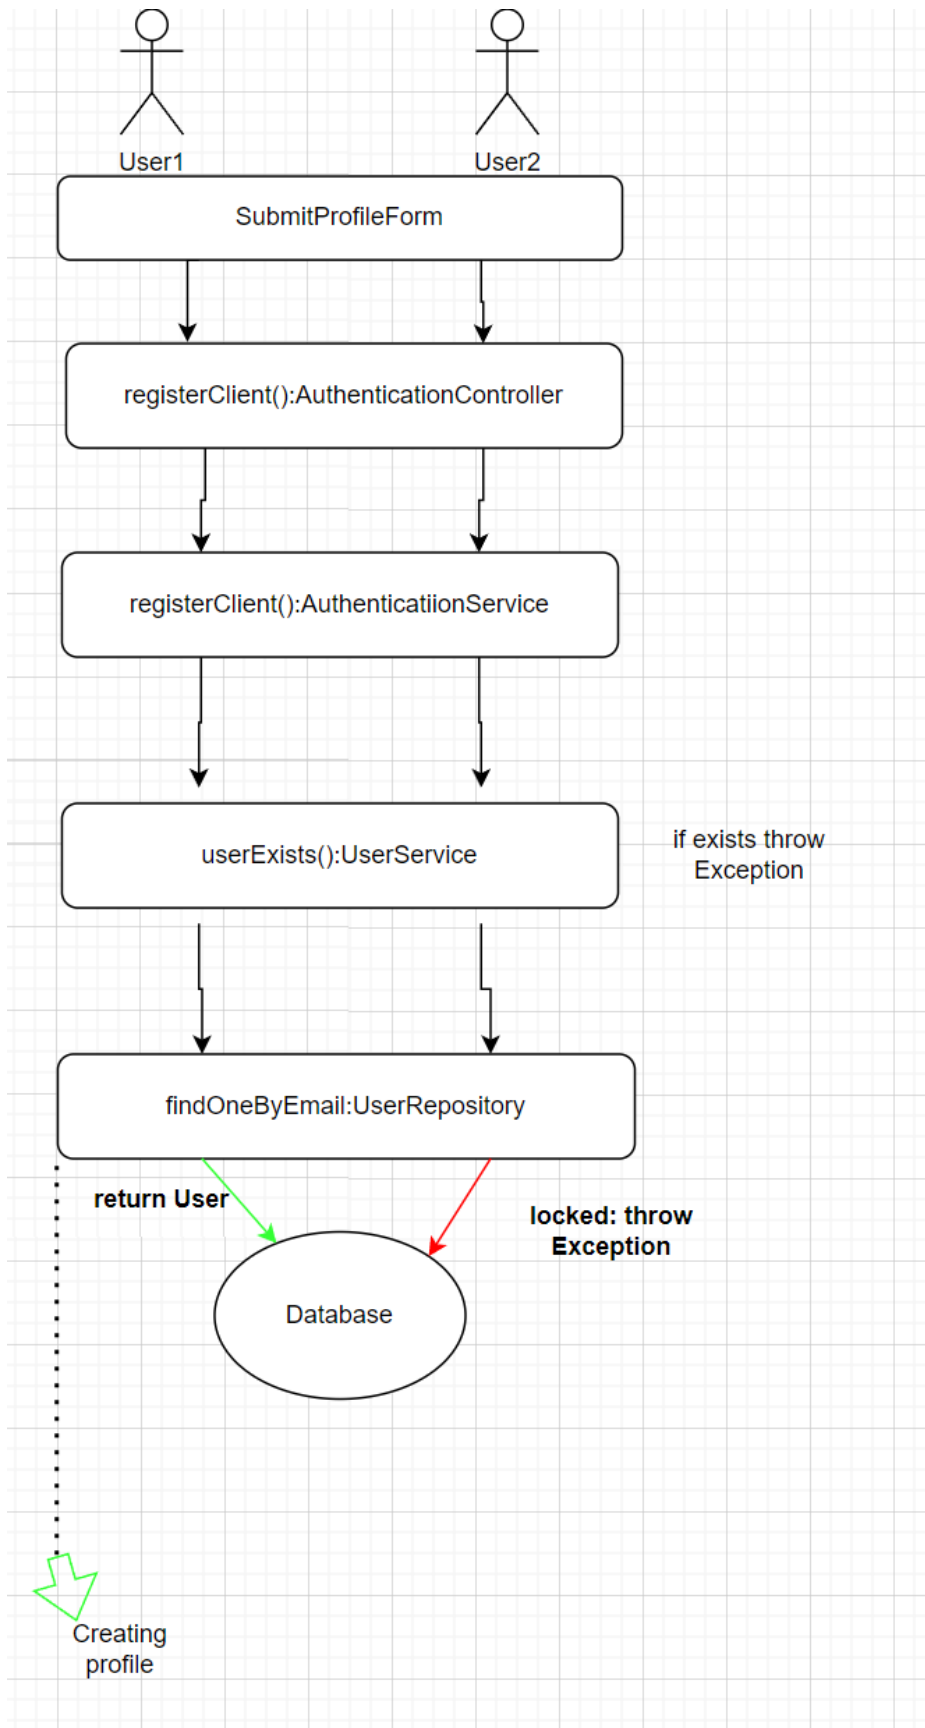 User1
User2
SubmitProfileForm
registerClient():AuthenticationController
registerClient():AuthenticatiionService
userExists():UserService
if exists throw
Exception
findOneByEmail:UserRepository
return User
locked: throw
Exception
Database
Creating
profile